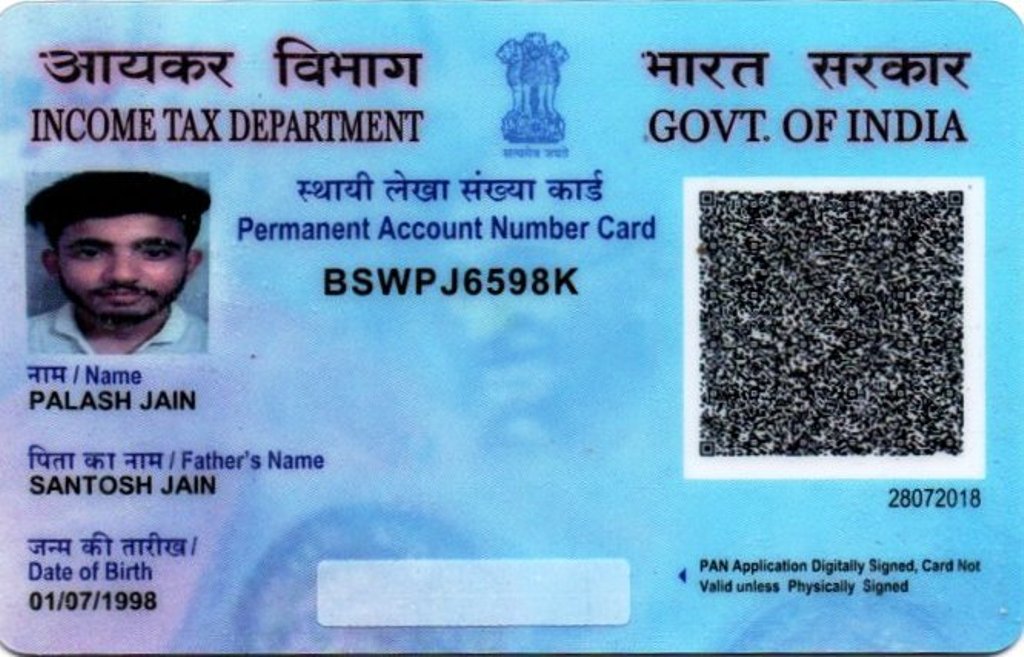 आयकर विभाग
INCOME TAX DEPARTMENT
सत्यमेव जयते
भारत सरकार
GOVT. OF INDIA
स्थायी लेखा संख्या कार्ड
Permanent Account Number Card
BSWPJ6598K
नाम / Name
PALASH JAIN
पिता का नाम / Father's Name
SANTOSH JAIN
28072018
जन्म की तारीख /
Date of Birth
01/07/1998
PAN Application Digitally Signed, Card Not
Valid unless Physically Signed